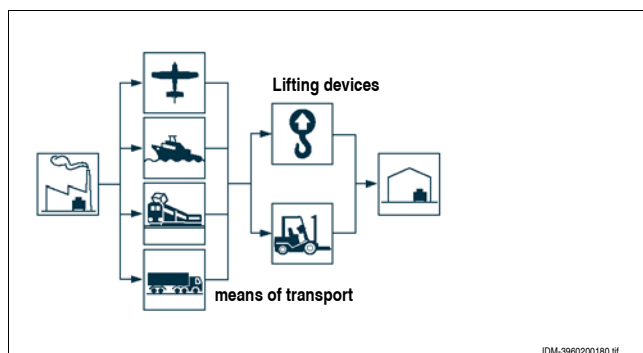 Lifting devices
means of transport
IDM-3960200180.tif